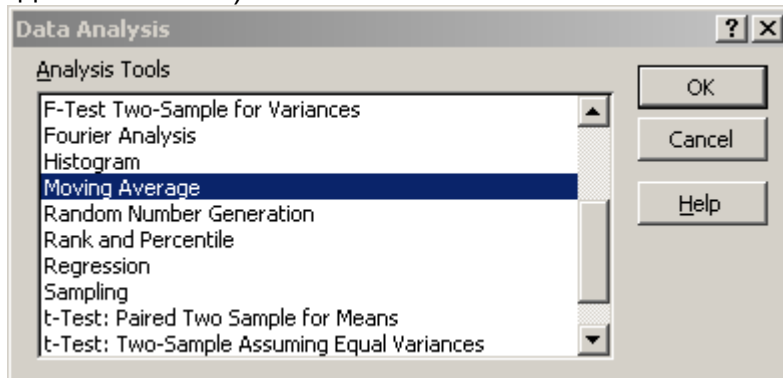 Data Analysis
Analysis Tools
F-Test Two-Sample for Variances
Fourier Analysis
Histogram
Moving Average
Random Number Generation
Rank and Percentile
Regression
Sampling
t-Test: Paired Two Sample for Means
t-Test: Two-Sample Assuming Equal Variances
OK
Cancel
Help